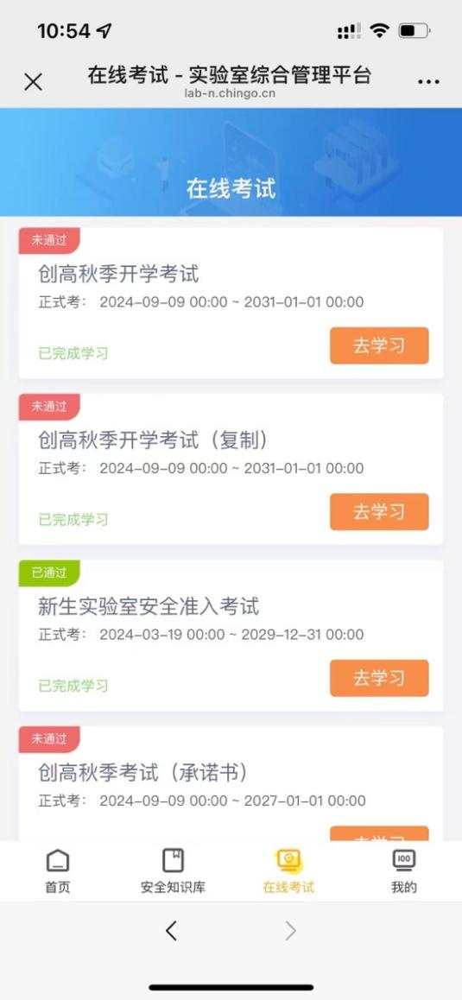 10:54
在线考试 - 实验室综合管理平台
lab-n.chingo.cn
在线考试
未通过
创高秋季开学考试
正式考： 2024-09-09 00:00 ~ 2031-01-01 00:00
已完成学习
去学习
未通过
创高秋季开学考试（复制）
正式考： 2024-09-09 00:00 ~ 2031-01-01 00:00
已完成学习
去学习
已通过
新生实验室安全准入考试
正式考： 2024-03-19 00:00 ~ 2029-12-31 00:00
已完成学习
去学习
未通过
创高秋季考试（承诺书）
正式考： 2024-09-09 00:00 ~ 2027-01-01 00:00
去学习
100
首页 安全知识库 在线考试 我的